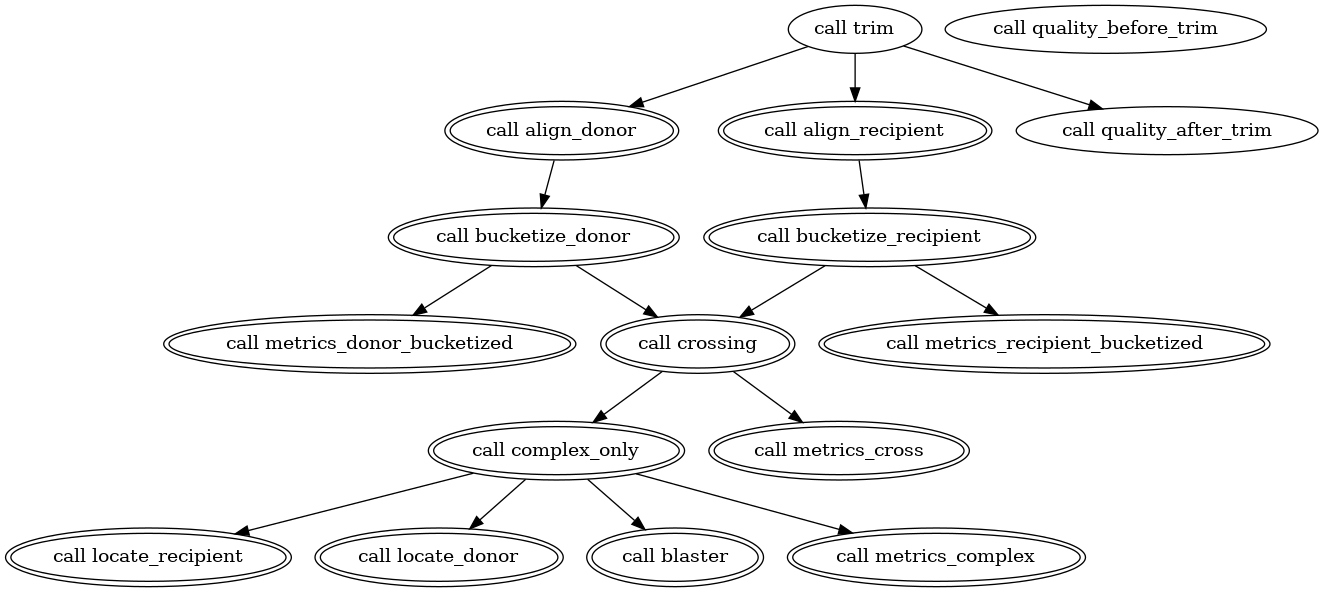 call trim
call quality_before_trim
call align_donor
call align_recipient
call quality_after_trim
call bucketize_donor
call bucketize_recipient
call metrics_donor_bucketized
call crossing
call metrics_recipient_bucketized
call complex_only
call metrics_cross
call locate_recipient
call locate_donor
call blaster
call metrics_complex